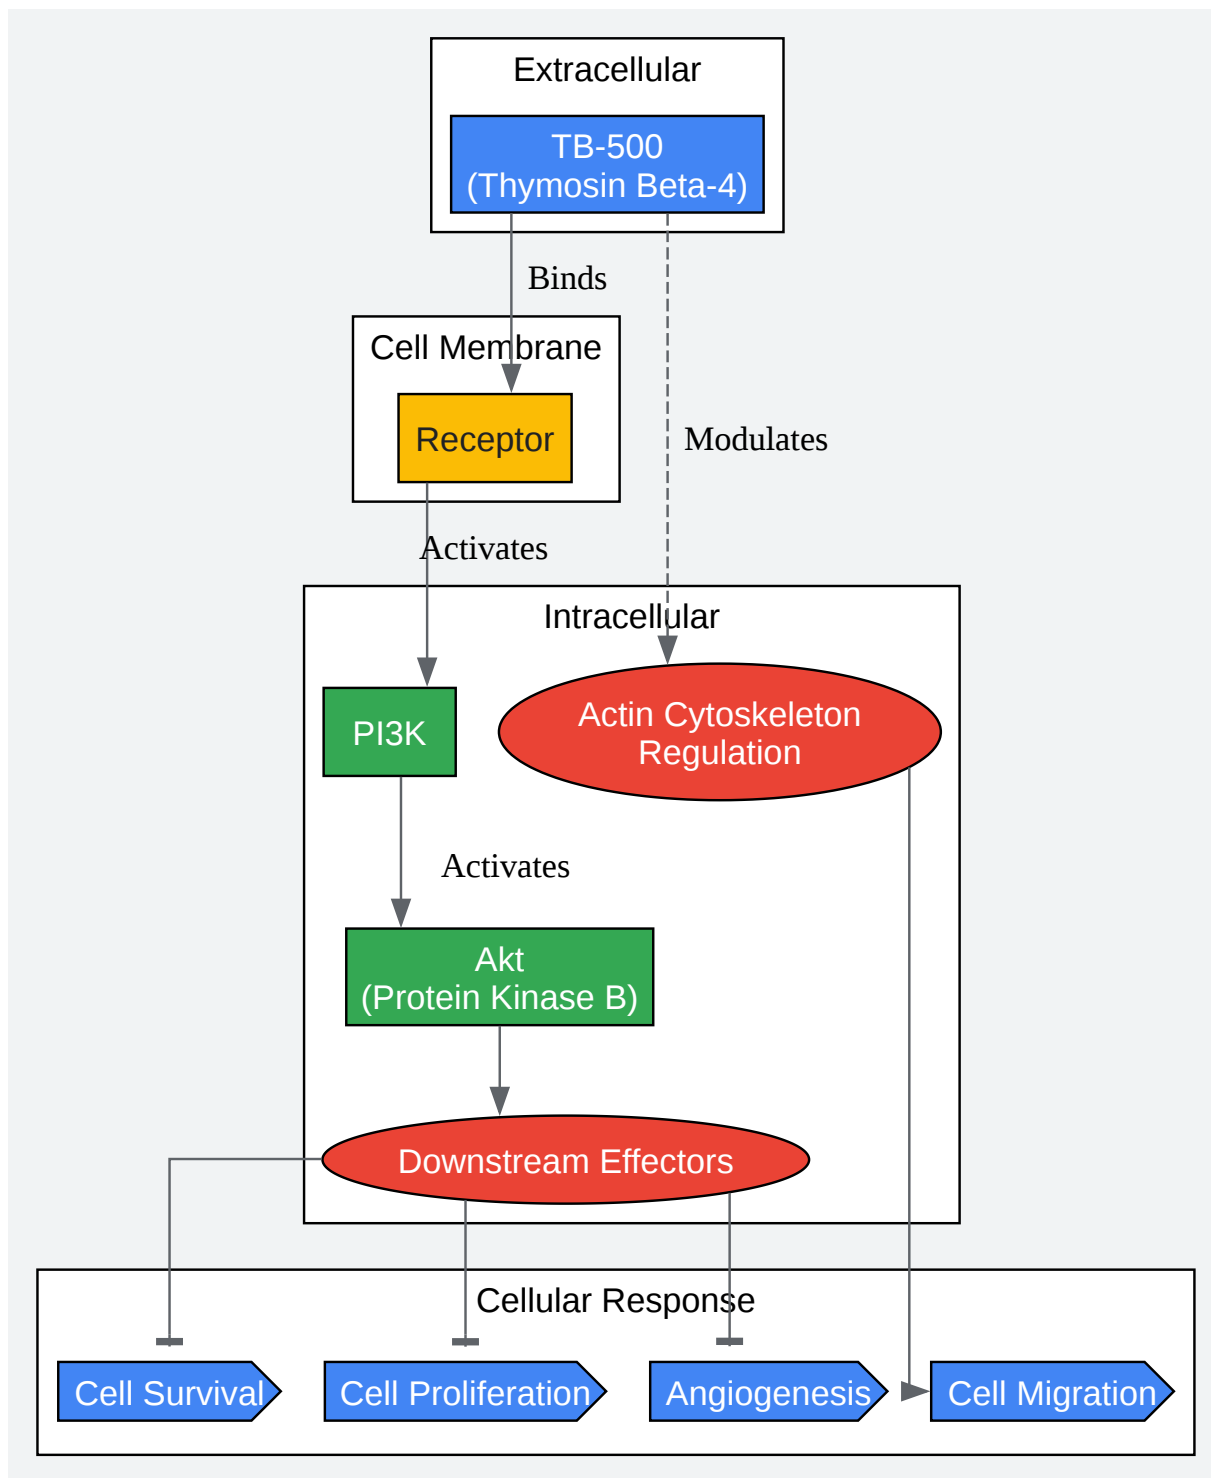 Extracellular
TB-500
(Thymosin Beta-4)
Binds
Cell Membrane
Receptor
Modulates
Activates
Intracellular
PI3K
Actin Cytoskeleton
Regulation
Activates
Akt
(Protein Kinase B)
Downstream Effectors
Cellular Response
Cell Survival
Cell Proliferation
Angiogenesis
Cell Migration